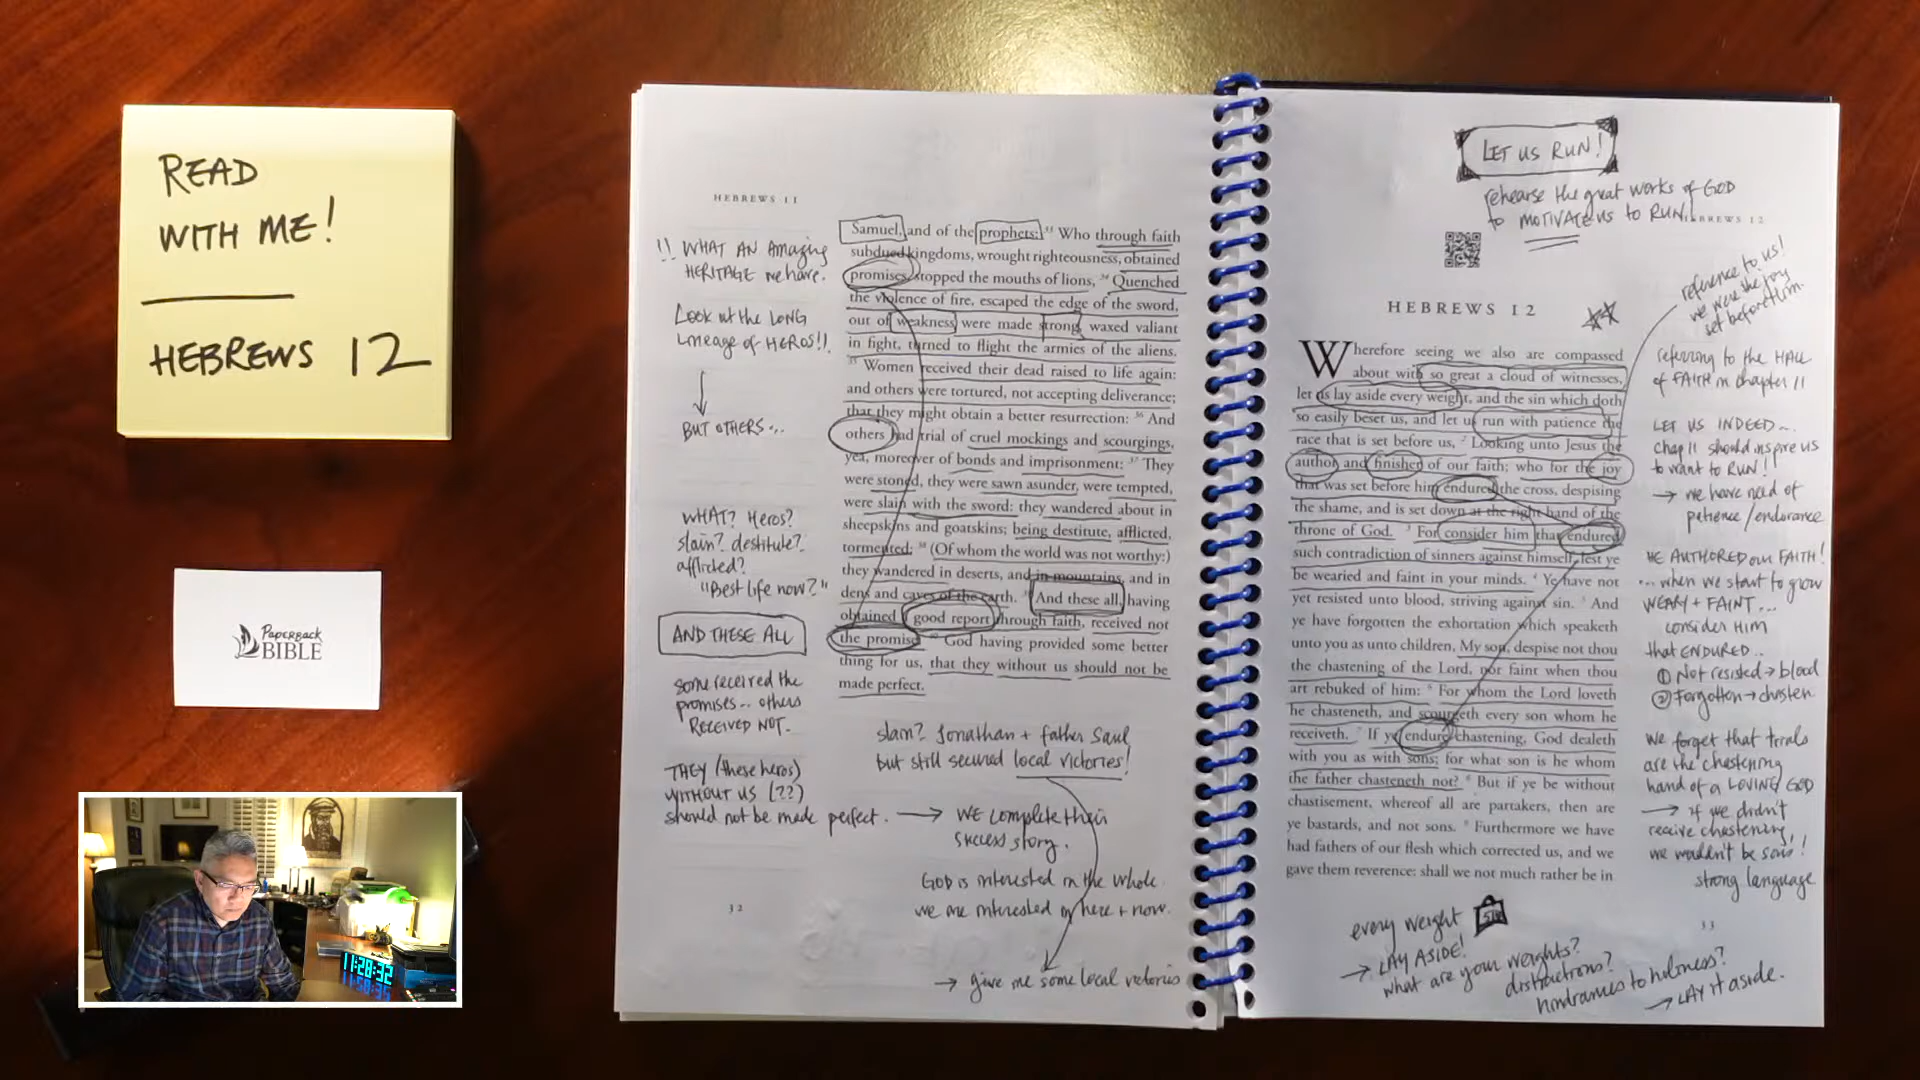 READ
WITH ME!
HEBREWS 12
Paperback
BIBLE
11:28:32
HEBREWS 11
!! WHAT AN Amazing
HERITAGE we have.
Look at the LONG
Lineage of HEROS!!
BUT OTHERS...
WHAT? Heros?
slain? destitute?
afflicted?
"Best life now?"
AND THESE ALL
some received the
promises.. others
RECEIVED NOT.
THEY (these heros)
WITHOUT US (??)
should not be made perfect. → WE complete their
success story.
Samuel, and of the prophets: 33 Who through faith
subdued kingdoms, wrought righteousness, obtained
promises, stopped the mouths of lions, 34 Quenched
the violence of fire, escaped the edge of the sword,
out of weakness were made strong, waxed valiant
in fight, turned to flight the armies of the aliens.
35 Women received their dead raised to life again:
and others were tortured, not accepting deliverance;
that they might obtain a better resurrection: 36 And
others had trial of cruel mockings and scourgings,
yea, moreover of bonds and imprisonment: 37 They
were stoned, they were sawn asunder, were tempted,
were slain with the sword: they wandered about in
sheepskins and goatskins; being destitute, afflicted,
tormented; 38 (Of whom the world was not worthy:)
they wandered in deserts, and in mountains, and in
dens and caves of the earth. 39 And these all, having
obtained good report through faith, received not
the promise: 40 God having provided some better
thing for us, that they without us should not be
made perfect.
slain? Jonathan + father Saul
but still secured local victories!
GOD is interested in the whole.
we are interested in here + now.
→ give me some local victories
32
LET US RUN!
rehearse the great works of GOD
to MOTIVATE US to RUN.
HEBREWS 12
HEBREWS 12
Wherefore seeing we also are compassed
about with so great a cloud of witnesses,
let us lay aside every weight, and the sin which doth
so easily beset us, and let us run with patience the
race that is set before us, 2 Looking unto Jesus the
author and finisher of our faith; who for the joy
that was set before him endured the cross, despising
the shame, and is set down at the right hand of the
throne of God. 3 For consider him that endured
such contradiction of sinners against himself, lest ye
be wearied and faint in your minds. 4 Ye have not
yet resisted unto blood, striving against sin. 5 And
ye have forgotten the exhortation which speaketh
unto you as unto children, My son, despise not thou
the chastening of the Lord, nor faint when thou
art rebuked of him: 6 For whom the Lord loveth
he chasteneth, and scourgeth every son whom he
receiveth. 7 If ye endure chastening, God dealeth
with you as with sons; for what son is he whom
the father chasteneth not? 8 But if ye be without
chastisement, whereof all are partakers, then are
ye bastards, and not sons. 9 Furthermore we have
had fathers of our flesh which corrected us, and we
gave them reverence: shall we not much rather be in
reference to us!
we were the joy
set before Him.
referring to the HALL
of FAITH in chapter 11
LET US INDEED...
Chap 11 should inspire us
to want to RUN!
→ we have need of
patience/endurance
HE AUTHORED our FAITH!
... when we start to grow
WEARY + FAINT...
consider HIM
that ENDURED..
① Not resisted → blood
② Forgotten → chasten
We forget that trials
are the chastening
hand of a LOVING GOD
→ if we didn't
receive chastening,
we wouldn't be sons!!
strong language
every weight
→ LAY ASIDE!
what are your weights?
distractions?
hindrances to holiness?
→ LAY it aside.
33